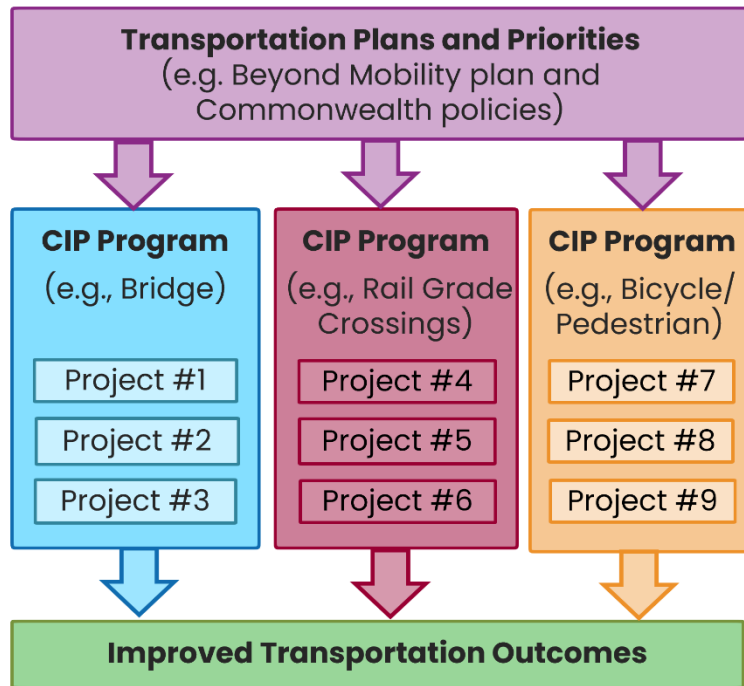 Transportation Plans and Priorities
(e.g. Beyond Mobility plan and
Commonwealth policies)
CIP Program
(e.g., Bridge)
Project #1
Project #2
Project #3
CIP Program
(e.g., Rail Grade
Crossings)
Project #4
Project #5
Project #6
CIP Program
(e.g., Bicycle/
Pedestrian)
Project #7
Project #8
Project #9
Improved Transportation Outcomes